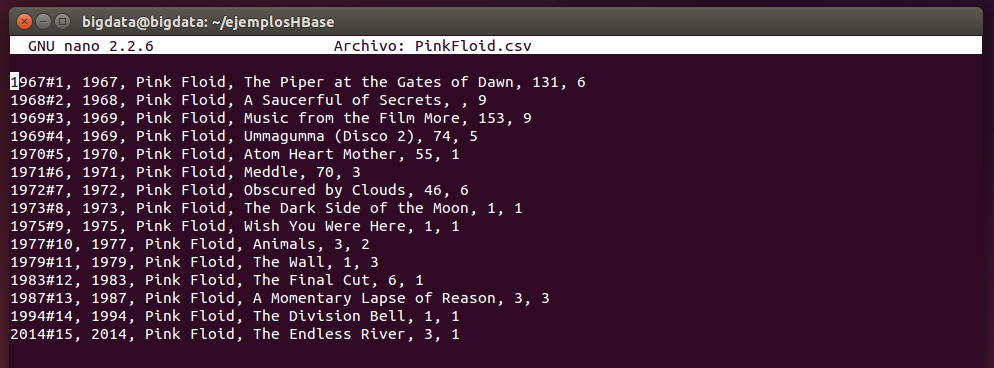 bigdata@bigdata: ~/ejemplosHBase
GNU nano 2.2.6 Archivo: PinkFloid.csv
1967#1, 1967, Pink Floid, The Piper at the Gates of Dawn, 131, 6
1968#2, 1968, Pink Floid, A Saucerful of Secrets, , 9
1969#3, 1969, Pink Floid, Music from the Film More, 153, 9
1969#4, 1969, Pink Floid, Ummagumma (Disco 2), 74, 5
1970#5, 1970, Pink Floid, Atom Heart Mother, 55, 1
1971#6, 1971, Pink Floid, Meddle, 70, 3
1972#7, 1972, Pink Floid, Obscured by Clouds, 46, 6
1973#8, 1973, Pink Floid, The Dark Side of the Moon, 1, 1
1975#9, 1975, Pink Floid, Wish You Were Here, 1, 1
1977#10, 1977, Pink Floid, Animals, 3, 2
1979#11, 1979, Pink Floid, The Wall, 1, 3
1983#12, 1983, Pink Floid, The Final Cut, 6, 1
1987#13, 1987, Pink Floid, A Momentary Lapse of Reason, 3, 3
1994#14, 1994, Pink Floid, The Division Bell, 1, 1
2014#15, 2014, Pink Floid, The Endless River, 3, 1